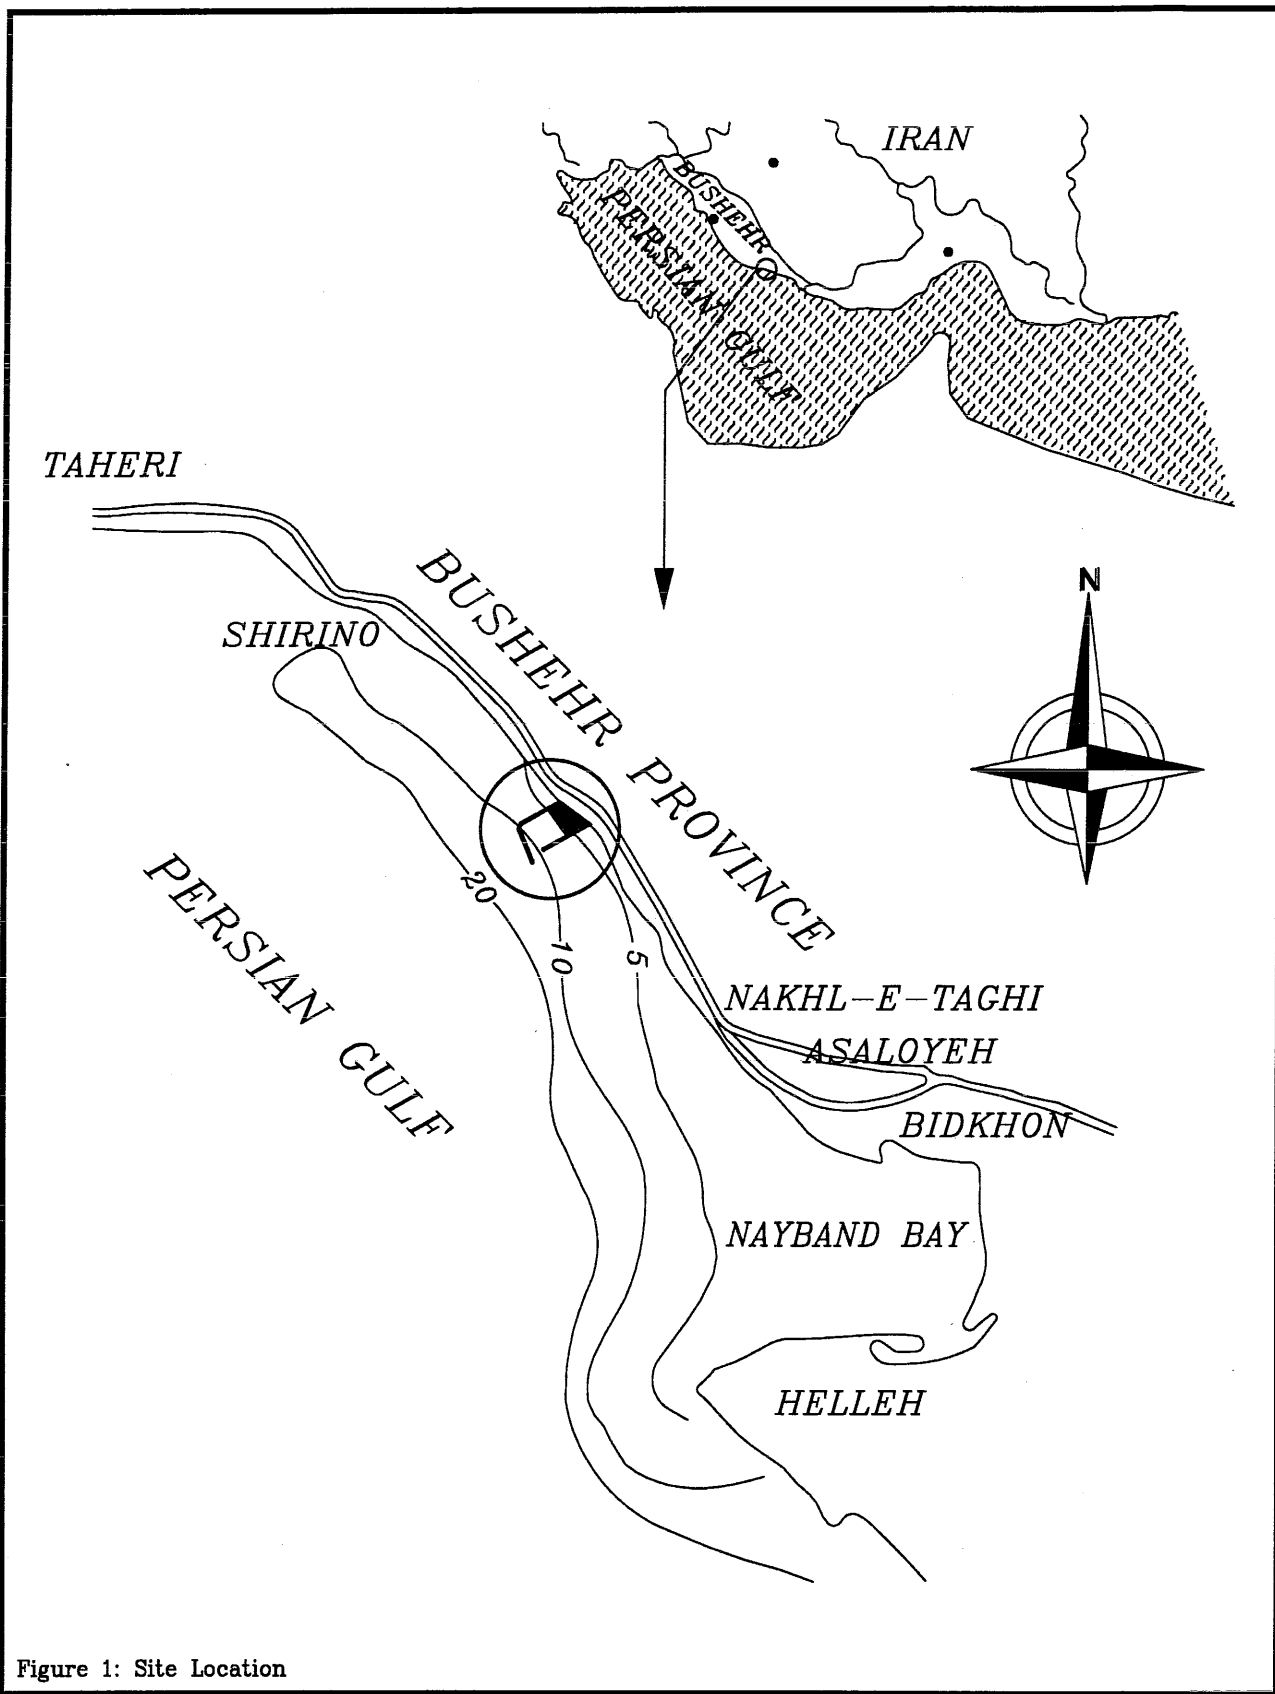 IRAN
BUSHEHR
PERSIAN GULF
TAHERI
BUSHEHR PROVINCE
N
SHIRINO
PERSIAN GULF
20
10
5
NAKHL-E-TAGHI
ASALOYEH
BIDKHON
NAYBAND BAY
HELLEH
Figure 1: Site Location